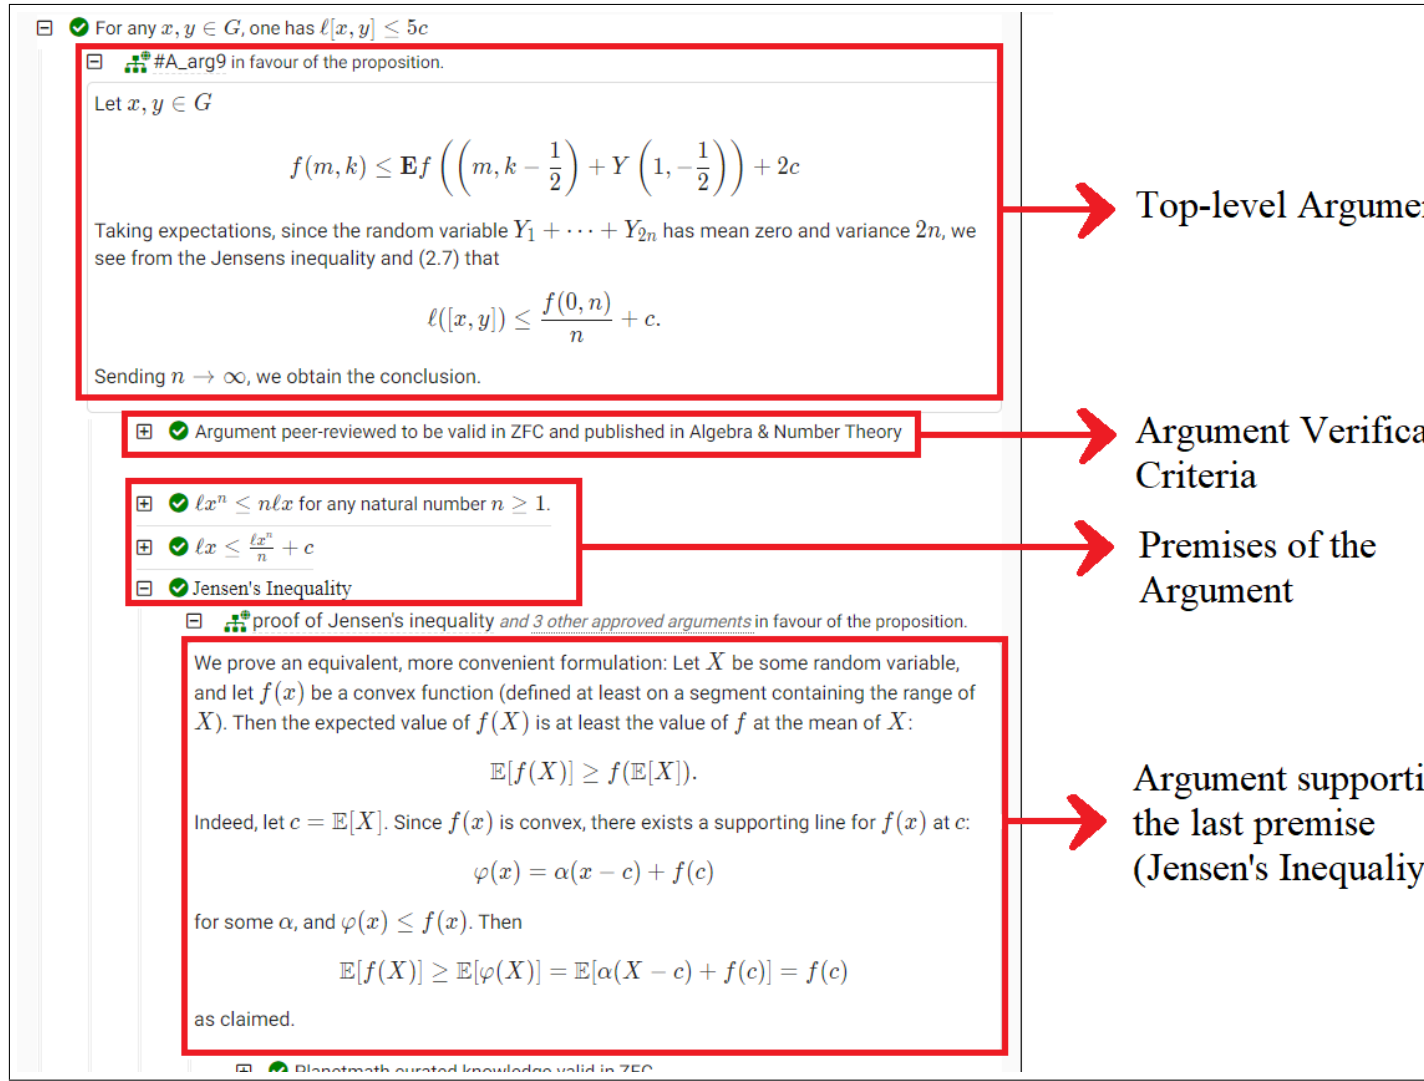 For any x, y ∈ G, one has ℓ[x, y] ≤ 5c
#A_arg9 in favour of the proposition.
Let x, y ∈ G
f(m, k) ≤ Ef((m, k − 1/2) + Y(1, −1/2)) + 2c
Top-level
Taking expectations, since the random variable Y₁ + ⋯ + Y₂ₙ has mean zero and variance 2n, we
see from the Jensens inequality and (2.7) that
ℓ([x, y]) ≤ f(0, n)/n + c.
Sending n → ∞, we obtain the conclusion.
Argument peer-reviewed to be valid in ZFC and published in Algebra & Number Theory
Argument
Criteria
ℓxⁿ ≤ nℓx for any natural number n ≥ 1.
ℓx ≤ ℓxⁿ/n + c
Premises of the
Argument
Jensen's Inequality
proof of Jensen's inequality and 3 other approved arguments in favour of the proposition.
We prove an equivalent, more convenient formulation: Let X be some random variable,
and let f(x) be a convex function (defined at least on a segment containing the range of
X). Then the expected value of f(X) is at least the value of f at the mean of X:
𝔼[f(X)] ≥ f(𝔼[X]).
Argument
the last premise
(Jensen's Inequaliy
Indeed, let c = 𝔼[X]. Since f(x) is convex, there exists a supporting line for f(x) at c:
φ(x) = α(x − c) + f(c)
for some α, and φ(x) ≤ f(x). Then
𝔼[f(X)] ≥ 𝔼[φ(X)] = 𝔼[α(X − c) + f(c)] = f(c)
as claimed.
Planetmath curated knowledge valid in ZFC